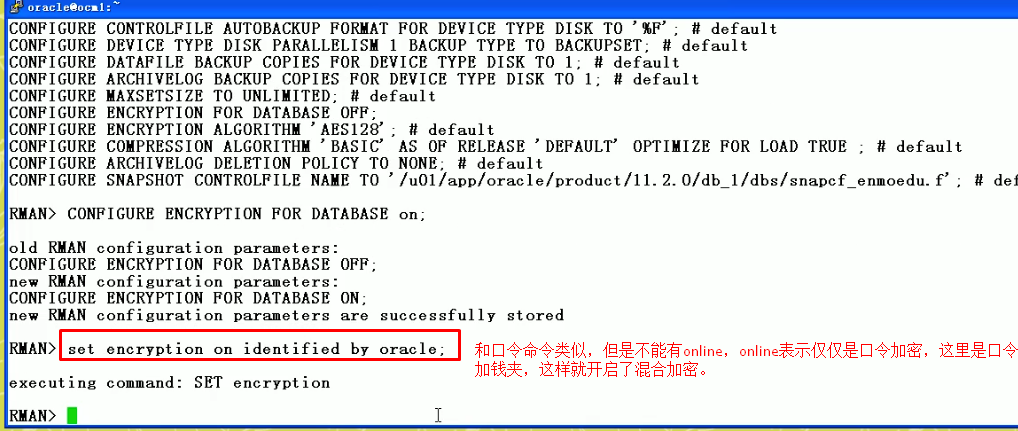 oracle@ocm1:~
CONFIGURE CONTROLFILE AUTOBACKUP FORMAT FOR DEVICE TYPE DISK TO '%F'; # default
CONFIGURE DEVICE TYPE DISK PARALLELISM 1 BACKUP TYPE TO BACKUPSET; # default
CONFIGURE DATAFILE BACKUP COPIES FOR DEVICE TYPE DISK TO 1; # default
CONFIGURE ARCHIVELOG BACKUP COPIES FOR DEVICE TYPE DISK TO 1; # default
CONFIGURE MAXSETSIZE TO UNLIMITED; # default
CONFIGURE ENCRYPTION FOR DATABASE OFF;
CONFIGURE ENCRYPTION ALGORITHM 'AES128'; # default
CONFIGURE COMPRESSION ALGORITHM 'BASIC' AS OF RELEASE 'DEFAULT' OPTIMIZE FOR LOAD TRUE ; # default
CONFIGURE ARCHIVELOG DELETION POLICY TO NONE; # default
CONFIGURE SNAPSHOT CONTROLFILE NAME TO '/u01/app/oracle/product/11.2.0/db_1/dbs/snapcf_enmoedu.f'; # def
RMAN> CONFIGURE ENCRYPTION FOR DATABASE on;
old RMAN configuration parameters:
CONFIGURE ENCRYPTION FOR DATABASE OFF;
new RMAN configuration parameters:
CONFIGURE ENCRYPTION FOR DATABASE ON;
new RMAN configuration parameters are successfully stored
RMAN> set encryption on identified by oracle;
和口令命令类似，但是不能有online，online表示仅仅是口令加密，这里是口令
加钱夹，这样就开启了混合加密。
executing command: SET encryption
RMAN>